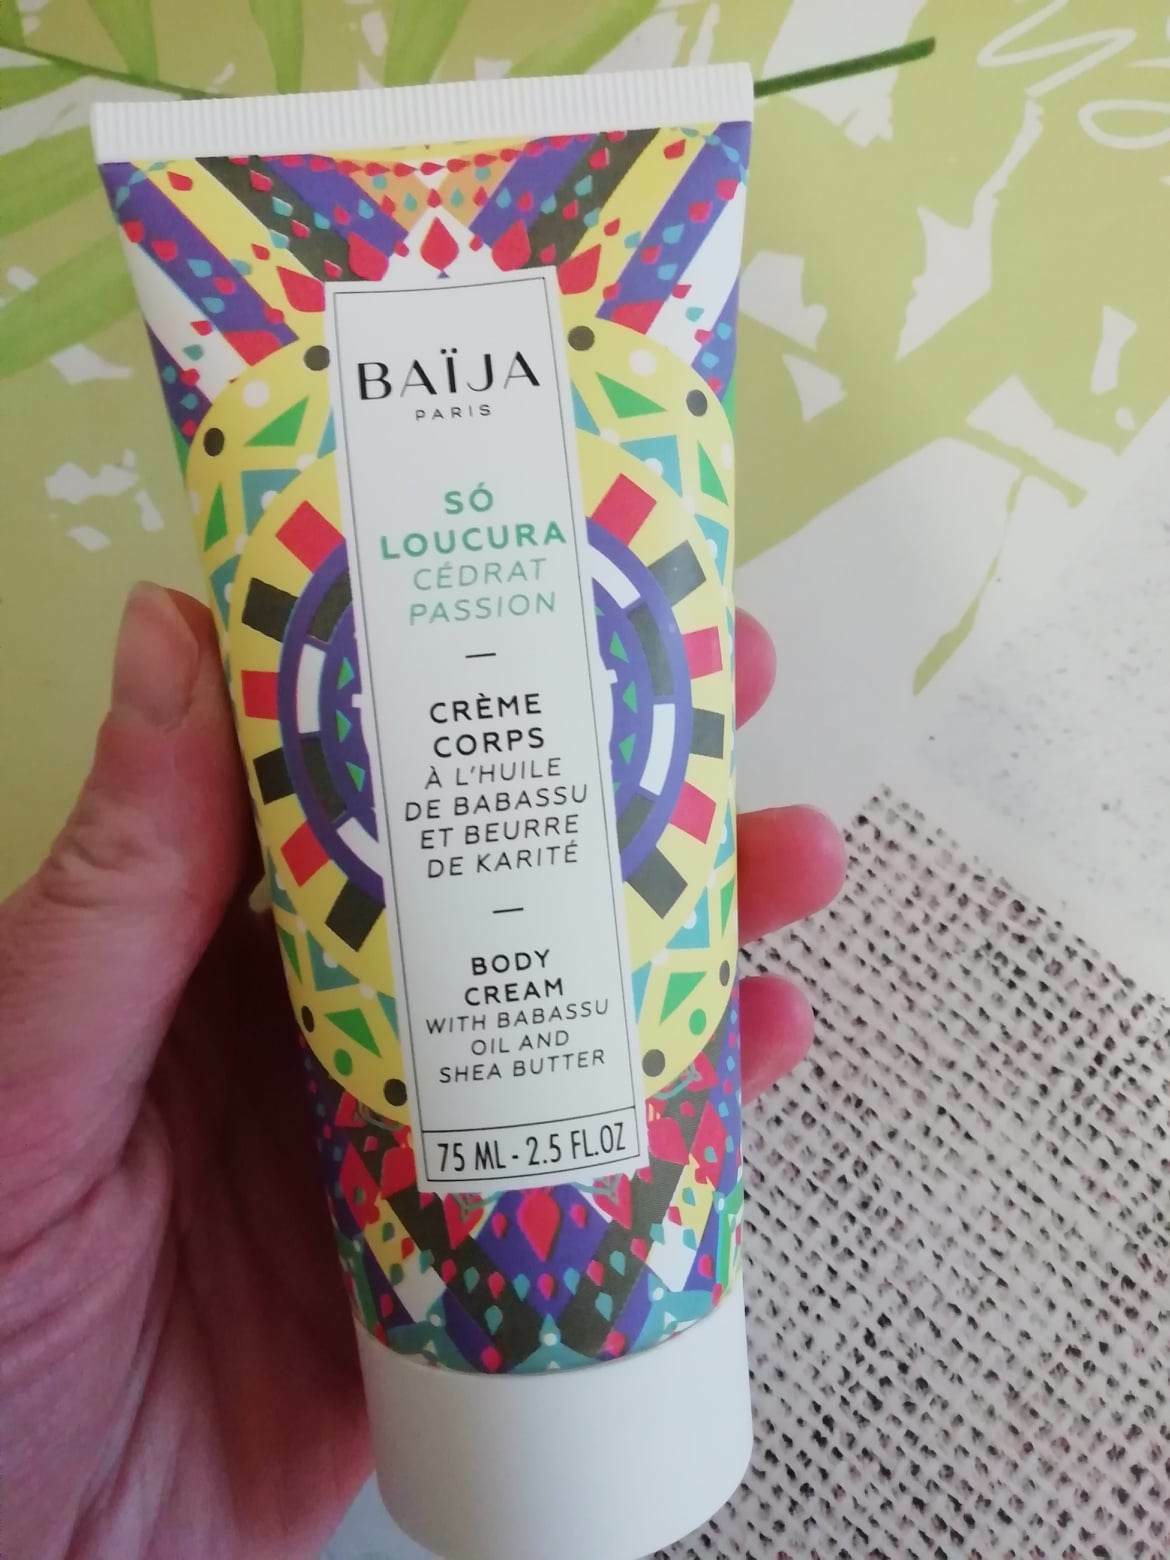 BAÏJA
PARIS
SÓ
LOUCURA
CÉDRAT
PASSION
—
CRÈME
CORPS
À L'HUILE
DE BABASSU
ET BEURRE
DE KARITÉ
—
BODY
CREAM
WITH BABASSU
OIL AND
SHEA BUTTER
75 ML - 2.5 FL.OZ